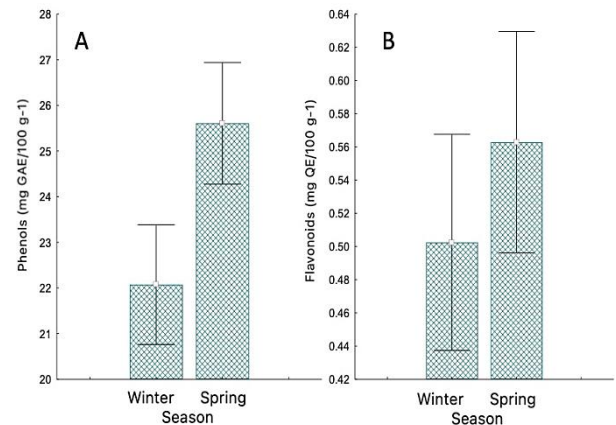 A
Phenols (mg GAE/100 g-1)
28
27
26
25
24
23
22
21
20
Winter Spring
Season
B
Flavonoids (mg QE/100 g-1)
0.64
0.62
0.60
0.58
0.56
0.54
0.52
0.50
0.48
0.46
0.44
0.42
Winter Spring
Season